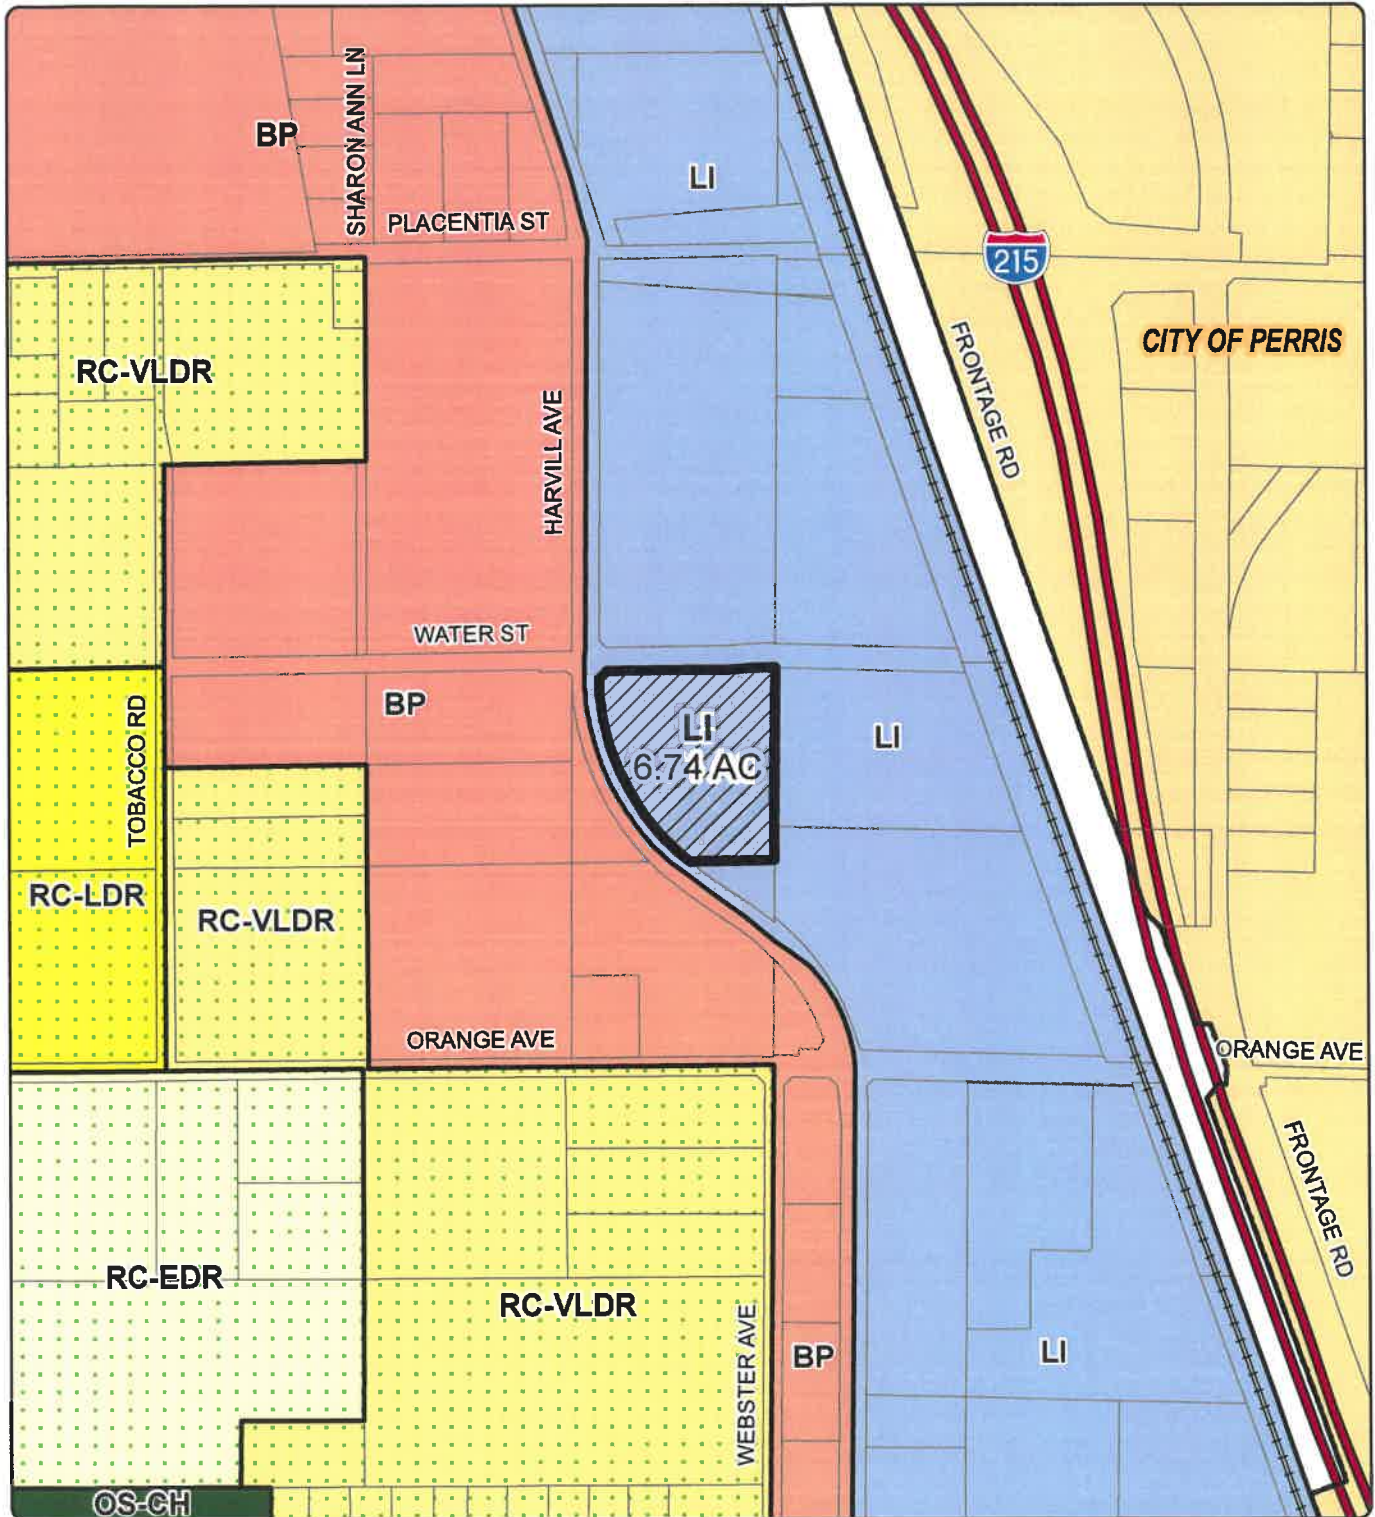 SHARON ANN LN
BP
LI
PLACENTIA ST
215
CITY OF PERRIS
RC-VLDR
FRONTAGE RD
HARVILL AVE
WATER ST
TOBACCO RD
BP
LI
6.74 AC
LI
RC-LDR
RC-VLDR
ORANGE AVE
ORANGE AVE
FRONTAGE RD
RC-EDR
RC-VLDR
WEBSTER AVE
BP
LI
OS-CH